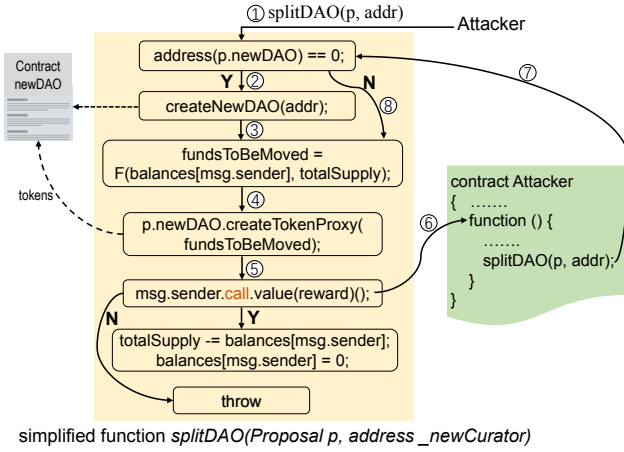 ① splitDAO(p, addr)
Attacker
address(p.newDAO) == 0;
⑦
Contract
newDAO
Y
②
N
⑧
createNewDAO(addr);
③
fundsToBeMoved =
F(balances[msg.sender], totalSupply);
tokens
④
⑥
contract Attacker
{ .......
function () {
.......
splitDAO(p, addr);
}
}
p.newDAO.createTokenProxy(
fundsToBeMoved);
⑤
msg.sender.call.value(reward)();
N
Y
totalSupply -= balances[msg.sender];
balances[msg.sender] = 0;
throw
simplified function splitDAO(Proposal p, address _newCurator)